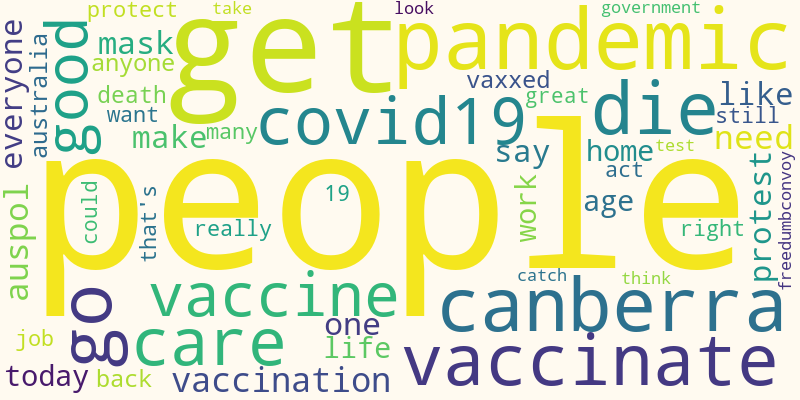 protect
take
look
government
get
pandemic
everyone
australia
good
mask
anyone
death
want
make
many
covid19
vaxxed
great
die
like
still
need
say
home
test
act
people
could
that's
really
19
work
age
right
protest
freedumbconvoy
auspol
go
vaccine
care
one
life
catch
think
canberra
vaccinate
job
today
back
vaccination